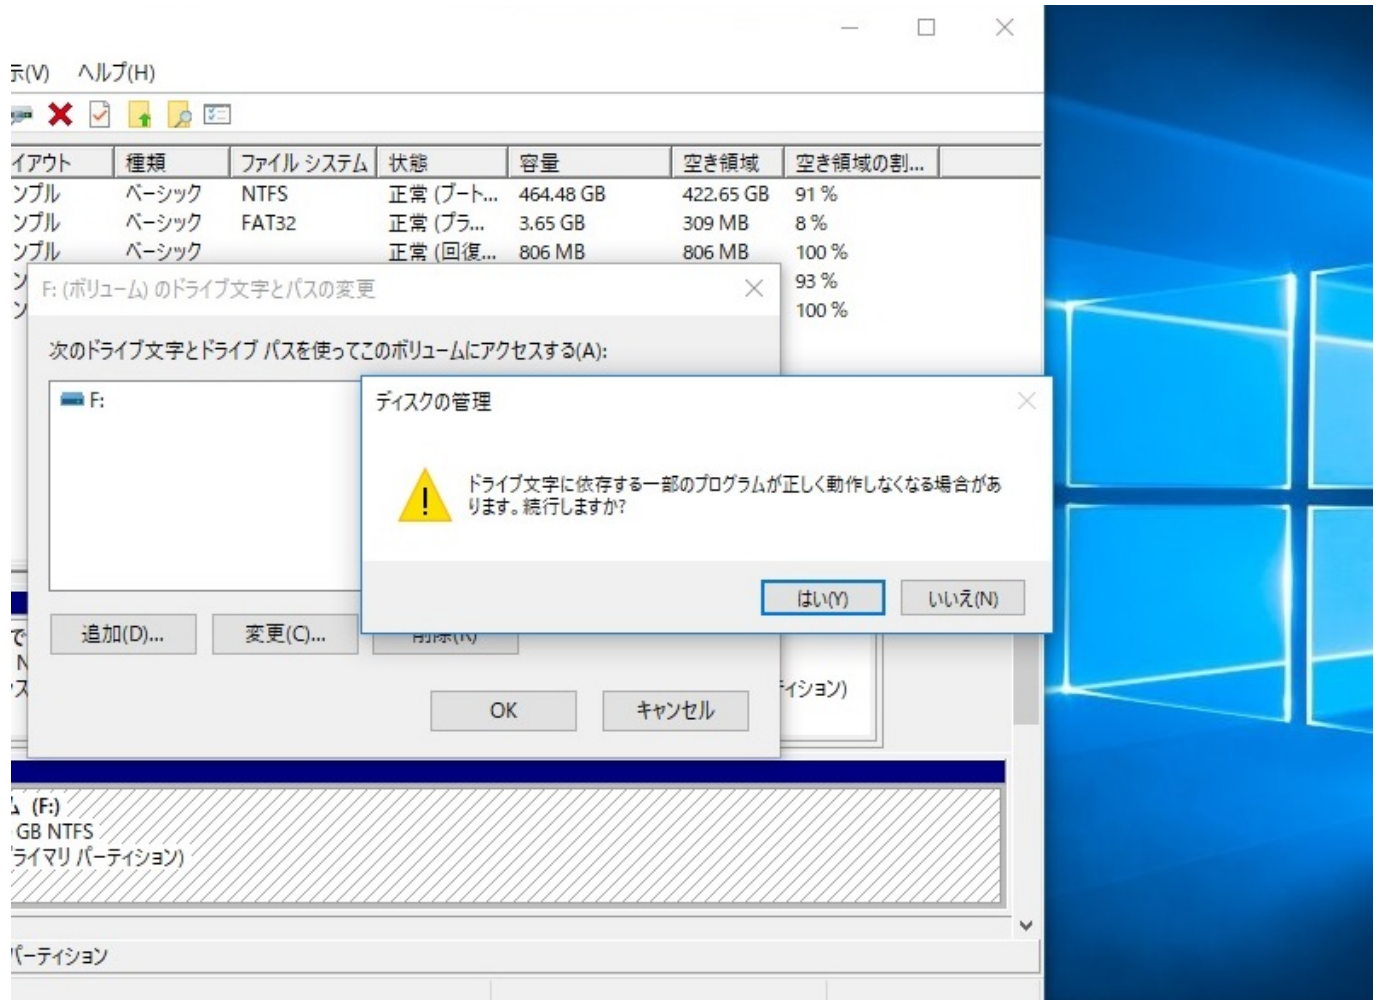 示(V) ヘルプ(H)
イアウト 種類 ファイル システム 状態 容量 空き領域 空き領域の割...
ンプル ベーシック NTFS 正常 (ブート... 464.48 GB 422.65 GB 91 %
ンプル ベーシック FAT32 正常 (プラ... 3.65 GB 309 MB 8 %
ンプル ベーシック 正常 (回復... 806 MB 806 MB 100 %
ン 93 %
ン 100 %
F: (ボリューム) のドライブ文字とパスの変更
次のドライブ文字とドライブ パスを使ってこのボリュームにアクセスする(A):
F:
ディスクの管理
ドライブ文字に依存する一部のプログラムが正しく動作しなくなる場合があ
ります。続行しますか?
はい(Y) いいえ(N)
追加(D)... 変更(C)... 削除(R)
OK キャンセル
で
N
ス
ィション)
ム (F:)
GB NTFS
ライマリ パーティション)
パーティション